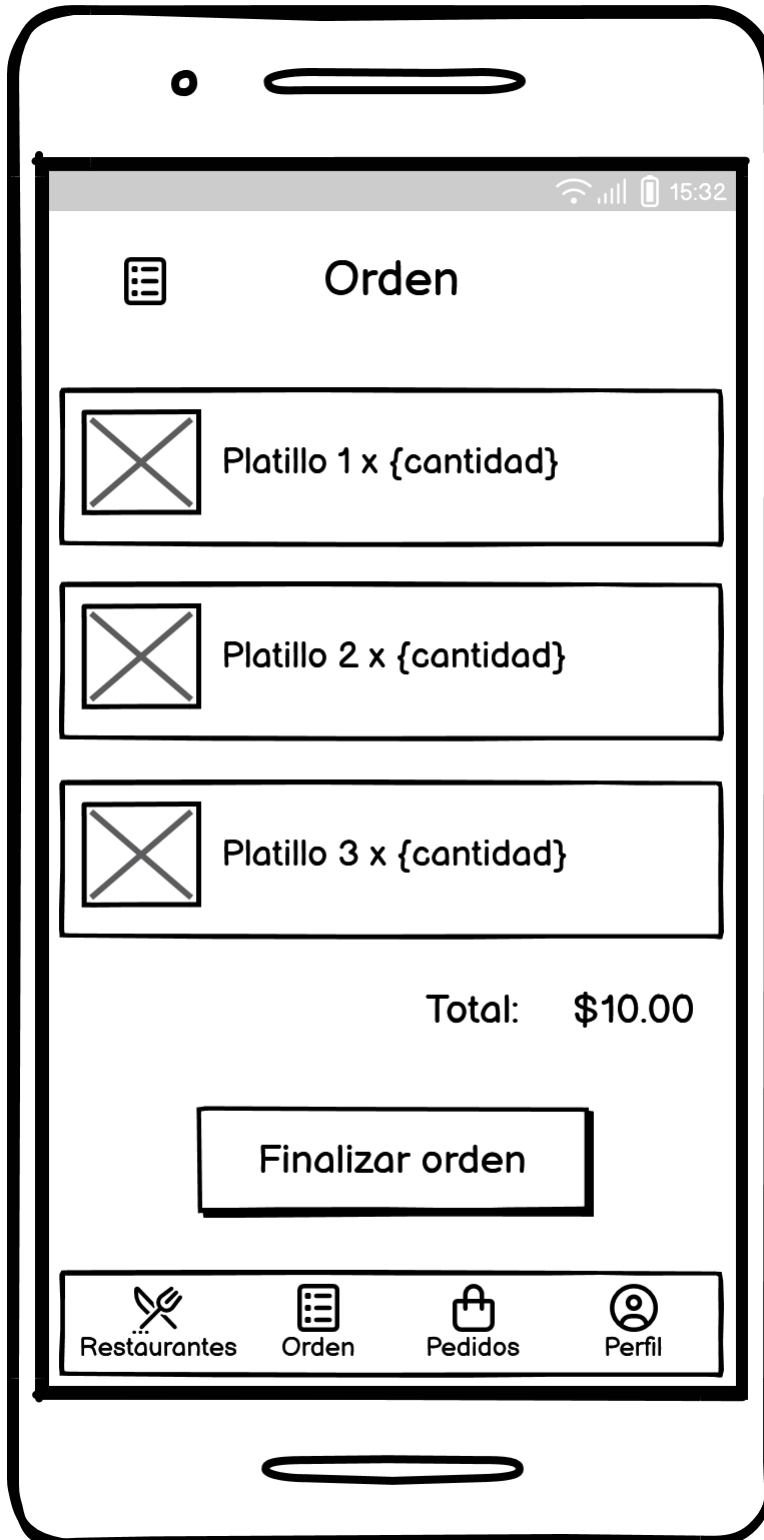 15:32
Orden
Platillo 1 x {cantidad}
Platillo 2 x {cantidad}
Platillo 3 x {cantidad}
Total: $10.00
Finalizar orden
Restaurantes Orden Pedidos Perfil